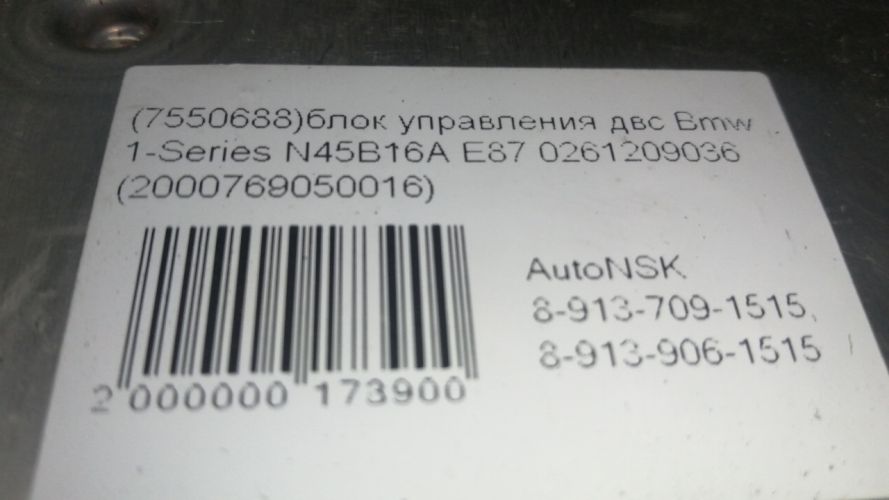 (7550688)блок управления двс Bmw
1-Series N45B16A E87 0261209036
(2000769050016)
AutoNSK
8-913-709-1515,
8-913-906-1515
2 000000 173900